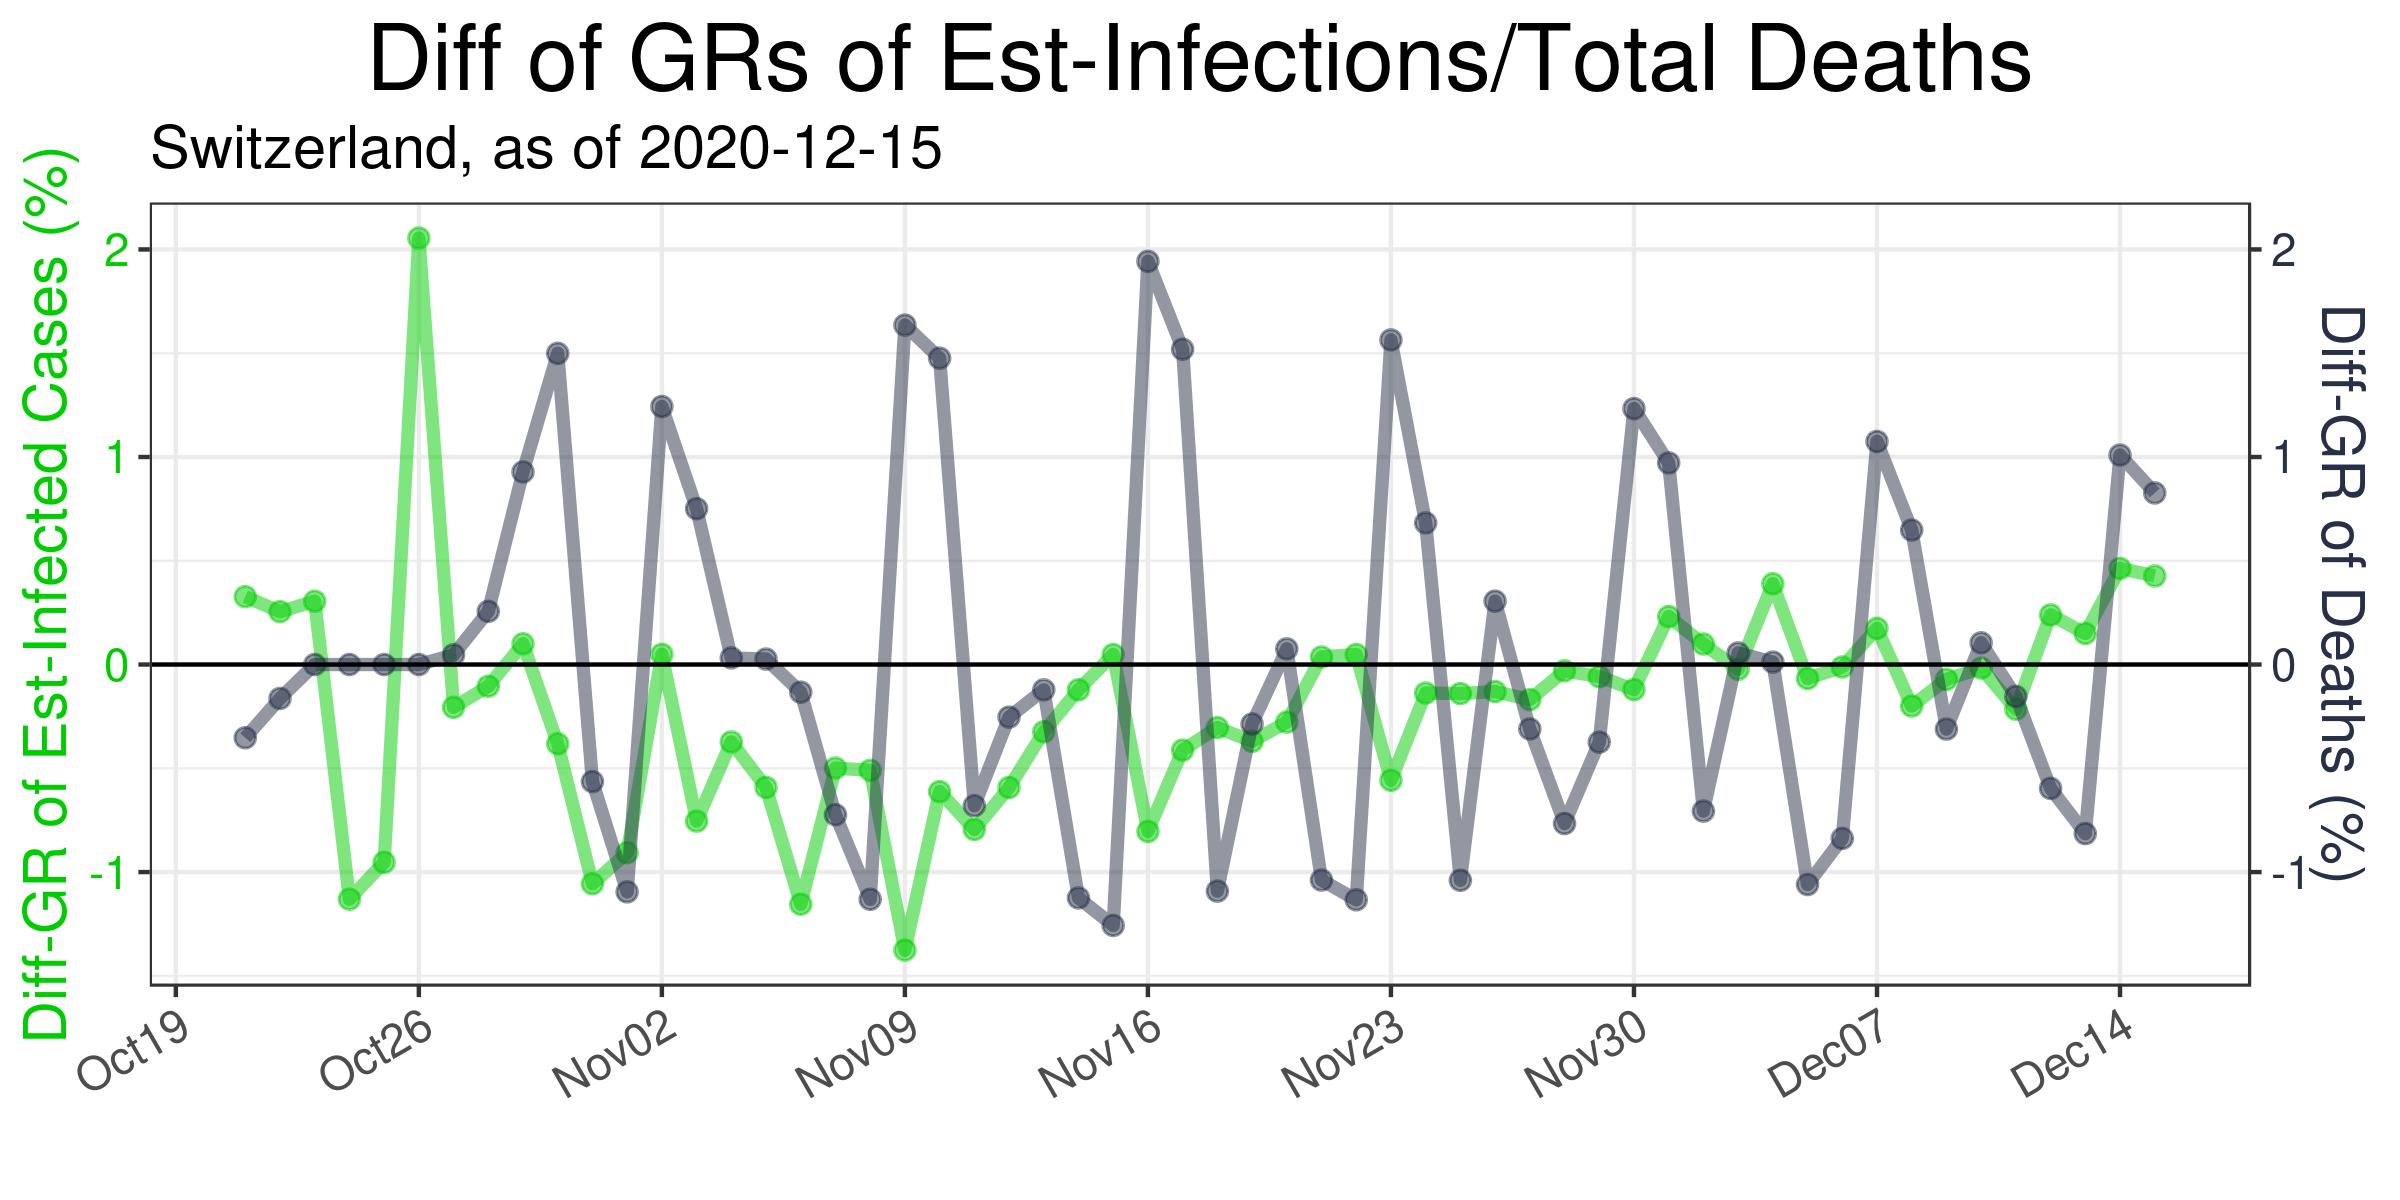 Diff of GRs of Est-Infections/Total Deaths
Switzerland, as of 2020-12-15
Diff-GR of Est-Infected Cases (%)
2
1
0
-1
2
1
0
-1
Diff-GR of Deaths (%)
Oct19
Oct26
Nov02
Nov09
Nov16
Nov23
Nov30
Dec07
Dec14